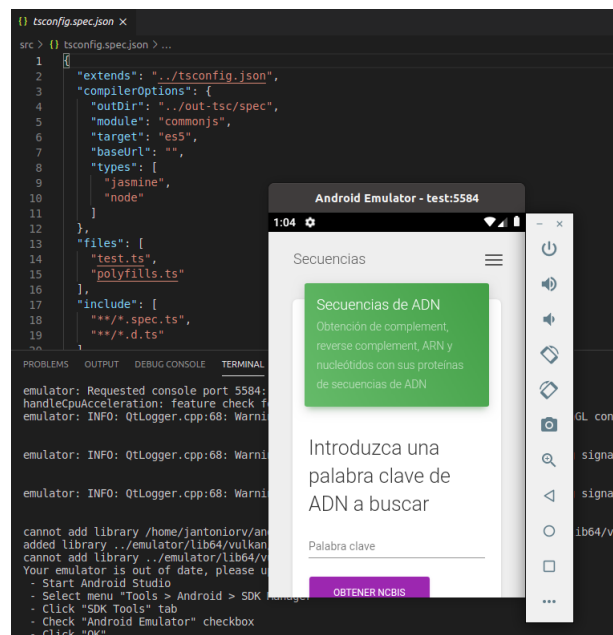 {} tsconfig.spec.json ×
src > {} tsconfig.spec.json > ...
1 {
2 "extends": "../tsconfig.json",
3 "compilerOptions": {
4 "outDir": "../out-tsc/spec",
5 "module": "commonjs",
6 "target": "es5",
7 "baseUrl": "",
8 "types": [
9 "jasmine",
10 "node"
11 ]
12 },
13 "files": [
14 "test.ts",
15 "polyfills.ts"
16 ],
17 "include": [
18 "**/*.spec.ts",
19 "**/*.d.ts"
20 ]
PROBLEMS OUTPUT DEBUG CONSOLE TERMINAL
emulator: Requested console port 5584:
handleCpuAcceleration: feature check f
emulator: INFO: QtLogger.cpp:68: Warni
GL con
emulator: INFO: QtLogger.cpp:68: Warni
signa
emulator: INFO: QtLogger.cpp:68: Warni
signa
cannot add library /home/jantoniorv/an
ib64/v
added library ../emulator/lib64/vulkan
cannot add library ../emulator/lib64/v
Your emulator is out of date, please u
- Start Android Studio
- Select menu "Tools > Android > SDK Manager"
- Click "SDK Tools" tab
- Check "Android Emulator" checkbox
- Click "OK"
Android Emulator - test:5584
1:04
Secuencias
Secuencias de ADN
Obtención de complement,
reverse complement, ARN y
nucleótidos con sus proteínas
de secuencias de ADN
Introduzca una
palabra clave de
ADN a buscar
Palabra clave
OBTENER NCBIS